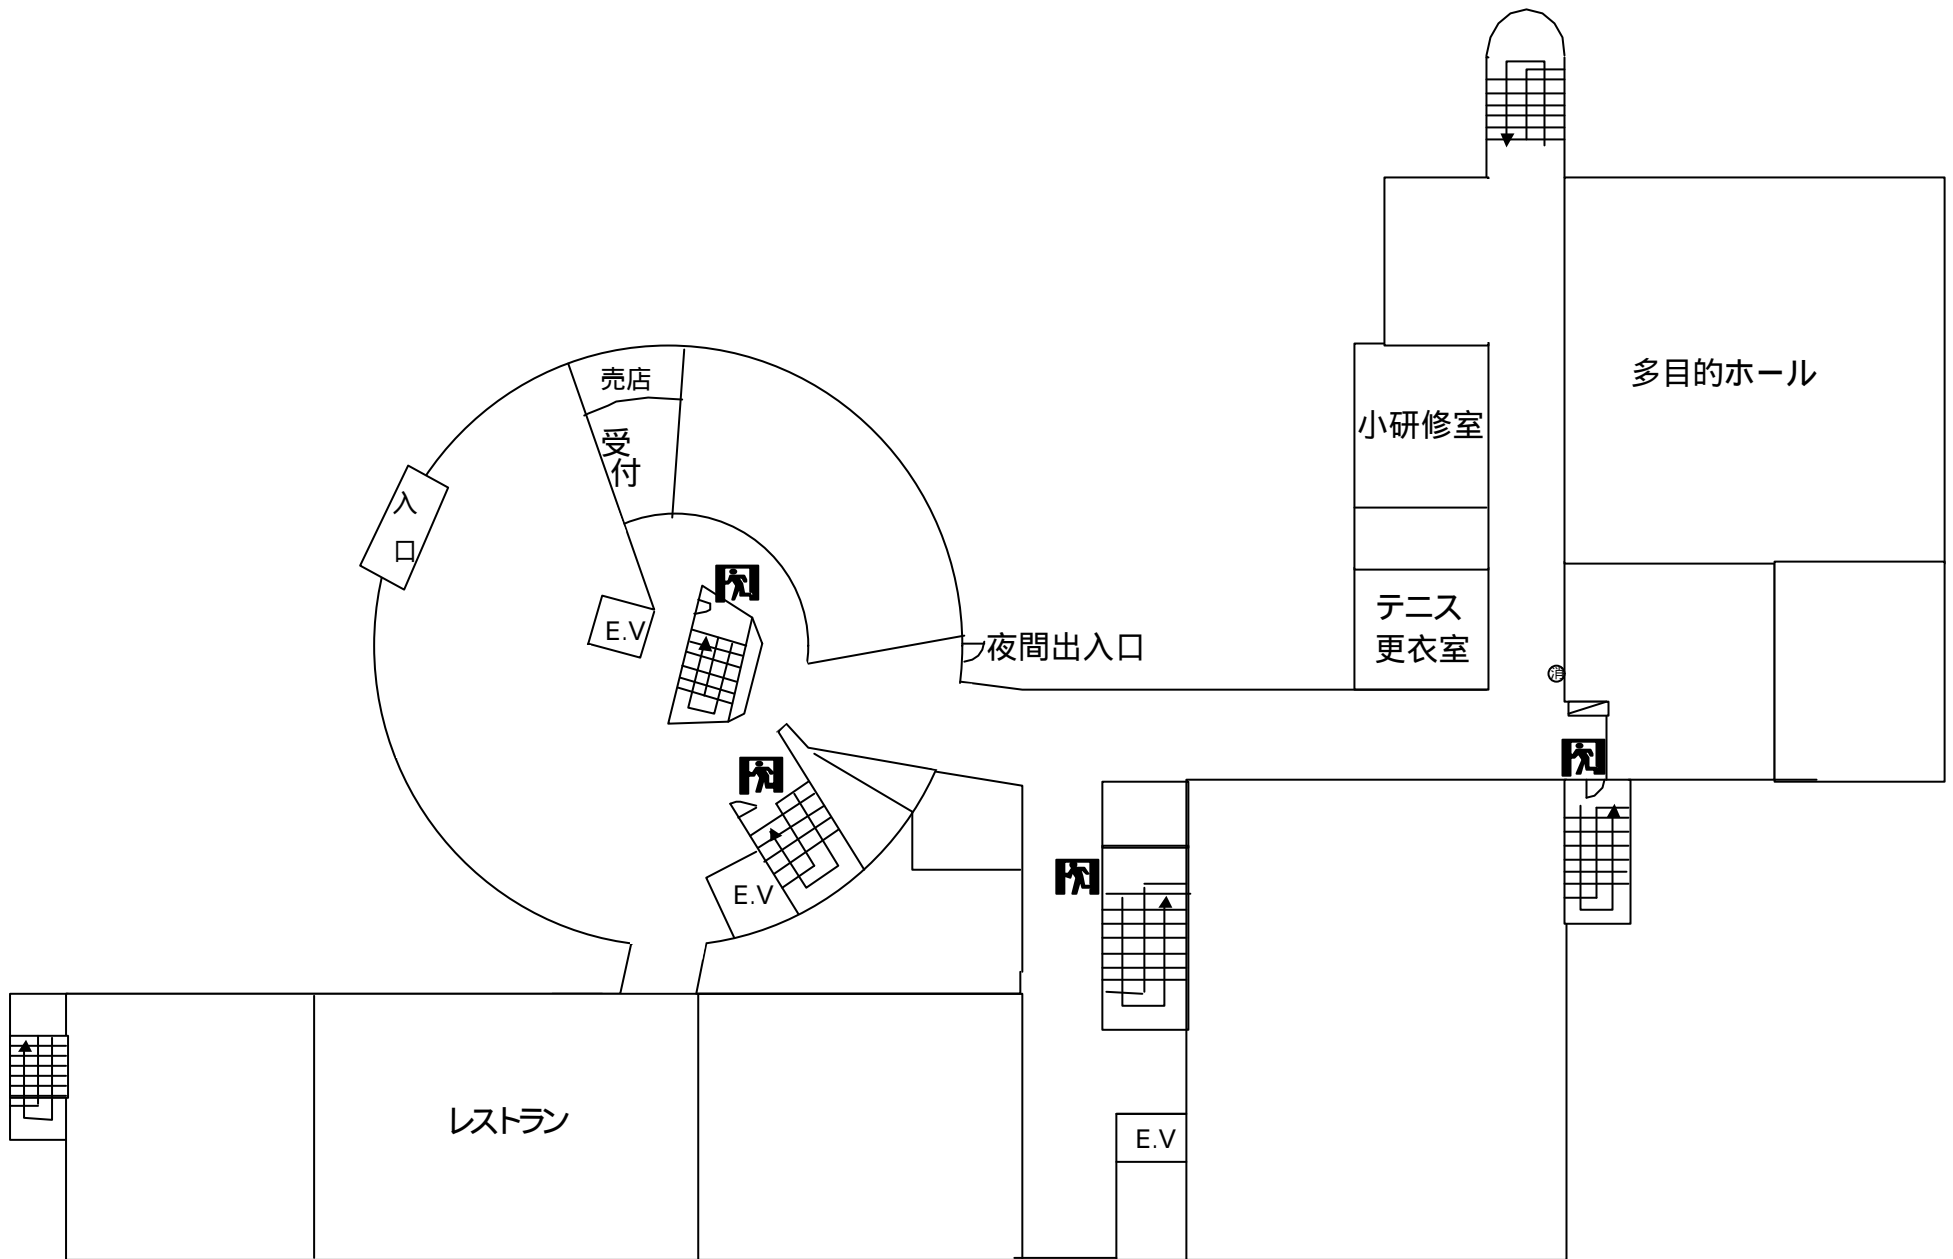 売店
受
付
入
口
E.V
夜間出入口
小研修室
テニス
更衣室
多目的ホール
消
E.V
レストラン
E.V